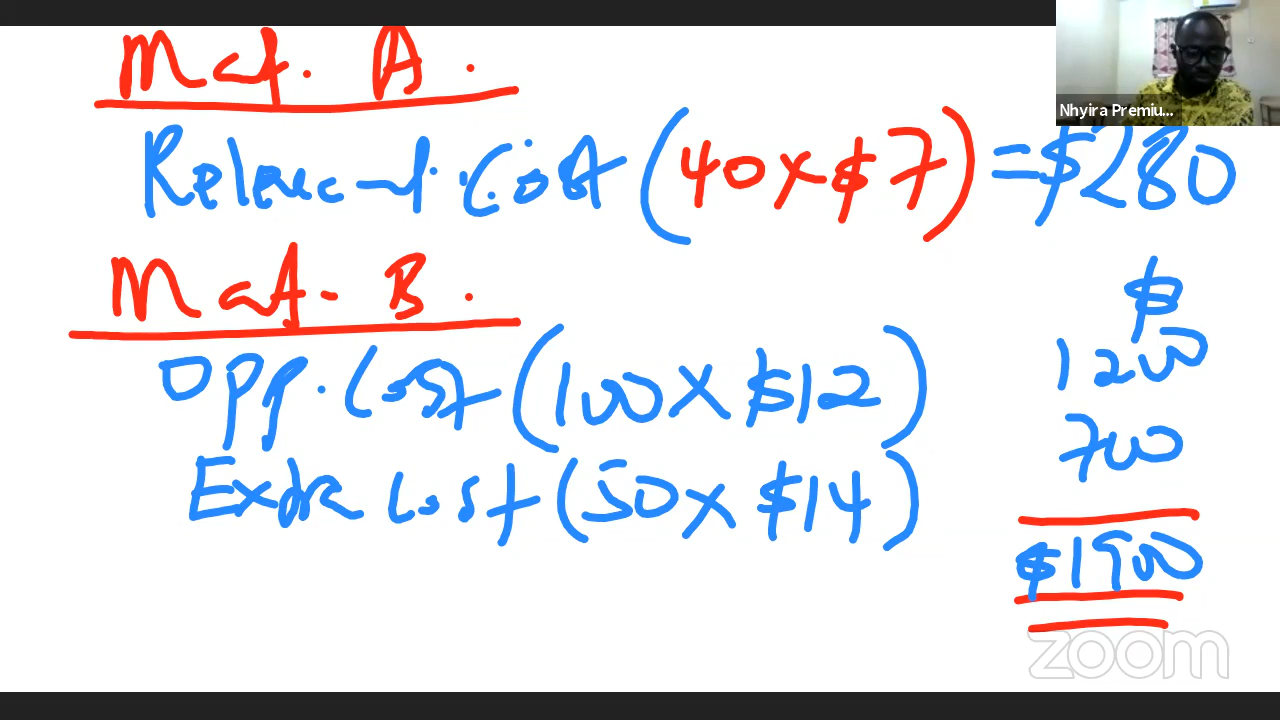 Mat. A.
Nhyira Premiu...
Relevant Cost (40 x $7) = $280
Mat. B.
$
Opp. Cost (100 x $12) 1200
Extra Cost (50 x $14) 700
$1900
zoom